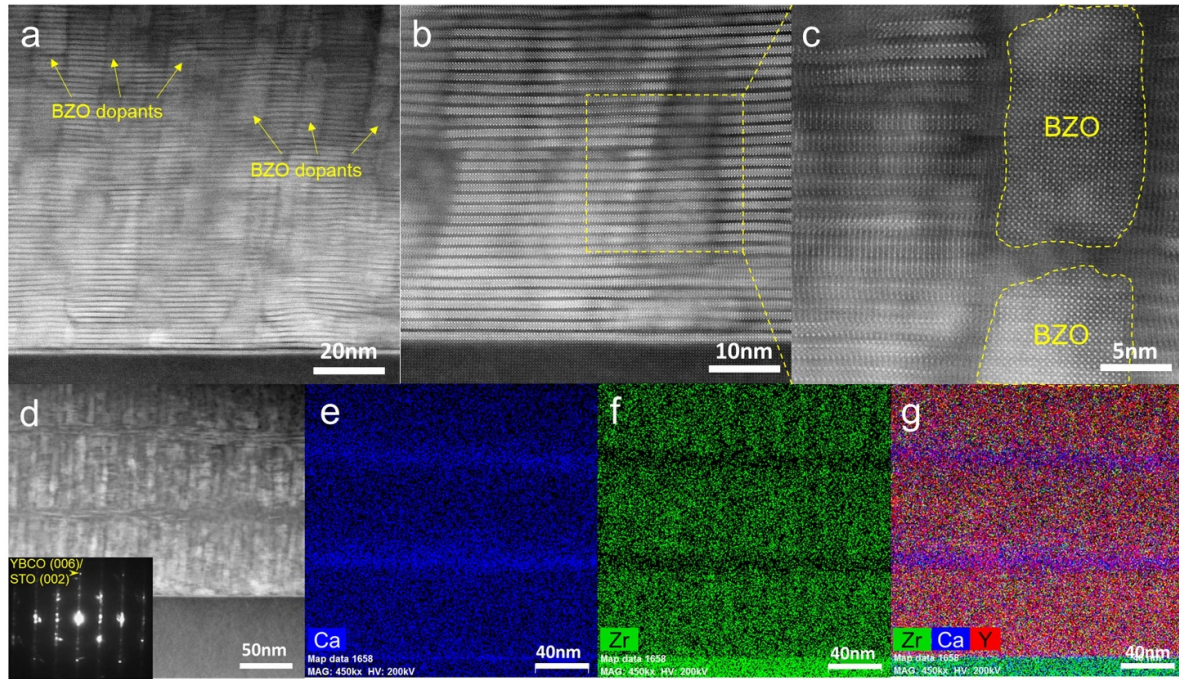 a
BZO dopants
BZO dopants
20nm
b
10nm
c
BZO
BZO
5nm
d
YBCO (006)/
STO (002)
50nm
e
Ca
Map data 1658
MAG: 450kx HV: 200kV
40nm
f
Zr
Map data 1658
MAG: 450kx HV: 200kV
40nm
g
Zr Ca Y
Map data 1658
MAG: 450kx HV: 200kV
40nm